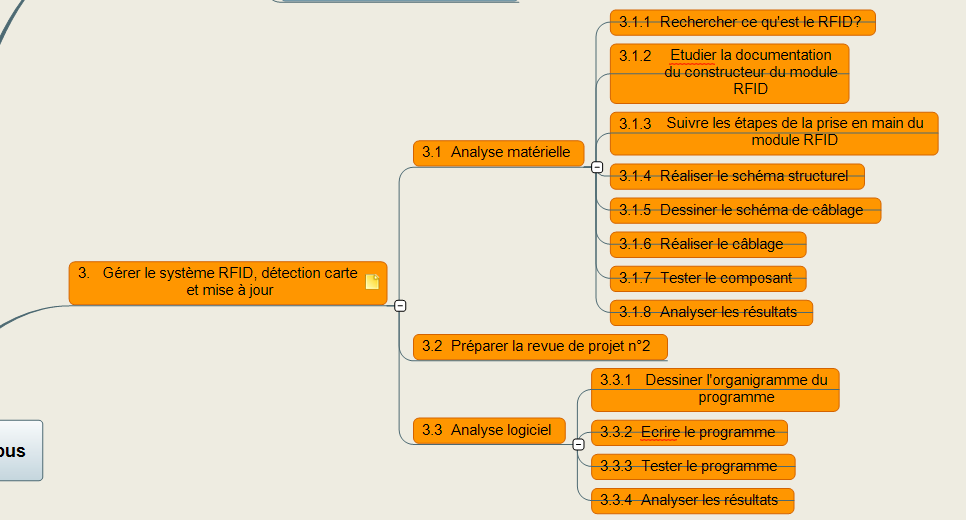 3.1.1 Rechercher ce qu'est le RFID?
3.1.2 Etudier la documentation
du constructeur du module
RFID
3.1.3 Suivre les étapes de la prise en main du
module RFID
3.1 Analyse matérielle
3.1.4 Réaliser le schéma structurel
3.1.5 Dessiner le schéma de câblage
3.1.6 Réaliser le câblage
3.1.7 Tester le composant
3.1.8 Analyser les résultats
3. Gérer le système RFID, détection carte
et mise à jour
3.2 Préparer la revue de projet n°2
3.3 Analyse logiciel
3.3.1 Dessiner l'organigramme du
programme
3.3.2 Ecrire le programme
3.3.3 Tester le programme
3.3.4 Analyser les résultats